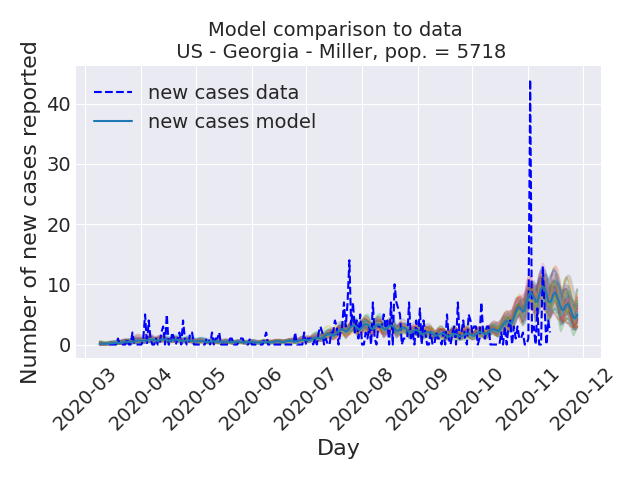 Model comparison to data
US - Georgia - Miller, pop. = 5718
new cases data
new cases model
Number of new cases reported
40
30
20
10
0
2020-03
2020-04
2020-05
2020-06
2020-07
2020-08
2020-09
2020-10
2020-11
2020-12
Day